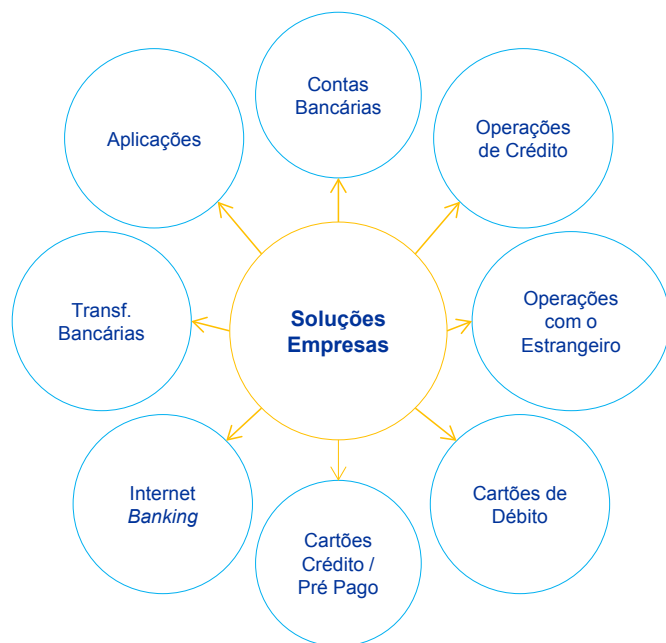 Contas
Bancárias
Operações
de Crédito
Operações
com o
Estrangeiro
Cartões de
Débito
Cartões
Crédito /
Pré Pago
Internet
Banking
Transf.
Bancárias
Aplicações
Soluções
Empresas